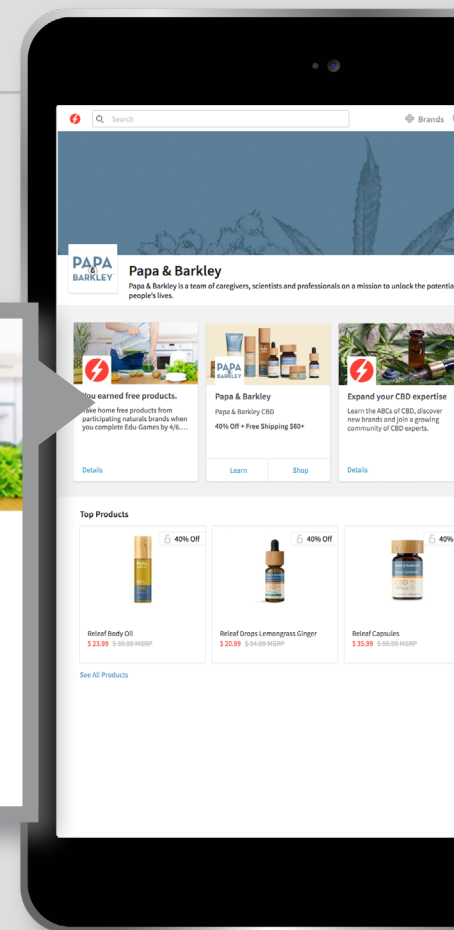 Search
Brands
PAPA
&
BARKLEY
Papa & Barkley
Papa & Barkley is a team of caregivers, scientists and professionals on a mission to unlock the potential
people's lives.
You earned free products.
Take home free products from
participating naturals brands when
you complete Edu-Games by 4/6....
Details
PAPA
&
BARKLEY
Papa & Barkley
Papa & Barkley CBD
40% Off + Free Shipping $60+
Learn
Shop
Expand your CBD expertise
Learn the ABCs of CBD, discover
new brands and join a growing
community of CBD experts.
Details
Top Products
40% Off
Releaf Body Oil
$ 23.99 $ 39.99 MSRP
40% Off
Releaf Drops Lemongrass Ginger
$ 20.99 $ 34.99 MSRP
40%
CBD
Releaf Capsules
$ 35.99 $ 59.99 MSRP
See All Products